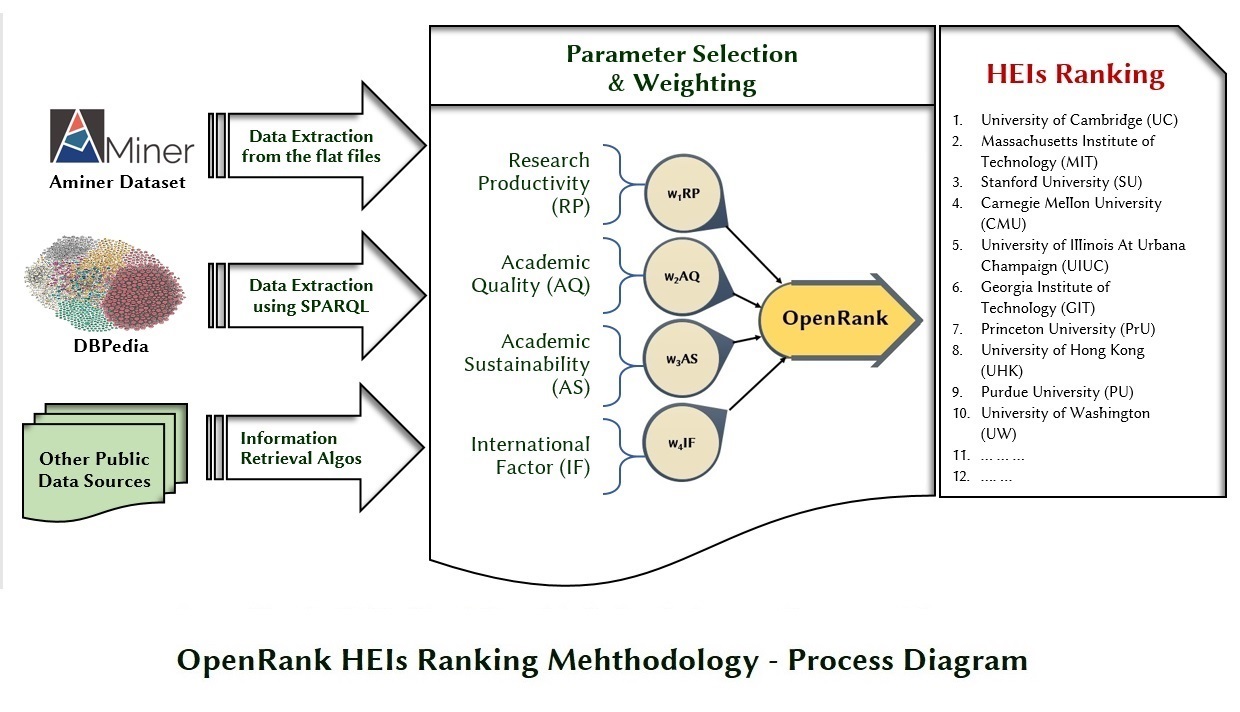 AMiner
Aminer Dataset
Data Extraction
from the flat files
DBPedia
Data Extraction
using SPARQL
Other Public
Data Sources
Information
Retrieval Algos
Parameter Selection
& Weighting
Research
Productivity
(RP)
w₁RP
Academic
Quality (AQ)
w₂AQ
Academic
Sustainability
(AS)
w₃AS
International
Factor (IF)
w₄IF
OpenRank
HEIs Ranking
1. University of Cambridge (UC)
2. Massachusetts Institute of
Technology (MIT)
3. Stanford University (SU)
4. Carnegie Mellon University
(CMU)
5. University of Illinois At Urbana
Champaign (UIUC)
6. Georgia Institute of
Technology (GIT)
7. Princeton University (PrU)
8. University of Hong Kong
(UHK)
9. Purdue University (PU)
10. University of Washington
(UW)
11. ... ... ...
12. .... ...
OpenRank HEIs Ranking Mehthodology - Process Diagram